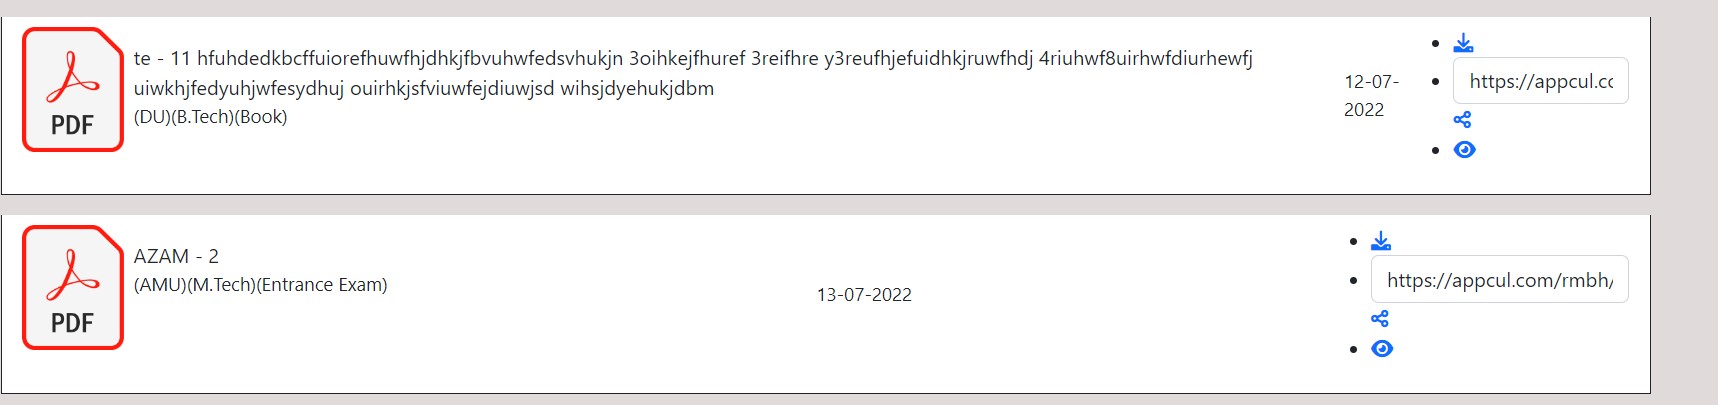 PDF
te - 11 hfuhdedkbcffuiorefhuwfhjdhkjfbvuhwfedsvhukjn 3oihkejfhuref 3reifhre y3reufhjefuidhkjruwfhdj 4riuhwf8uirhwfdiurhewfj
uiwkhjfedyuhjwfesydhuj ouirhkjsfviuwfejdiuwjsd wihsjdyehukjdbm
(DU)(B.Tech)(Book)
12-07-
2022
https://appcul.cc
PDF
AZAM - 2
(AMU)(M.Tech)(Entrance Exam)
13-07-2022
https://appcul.com/rmbh/